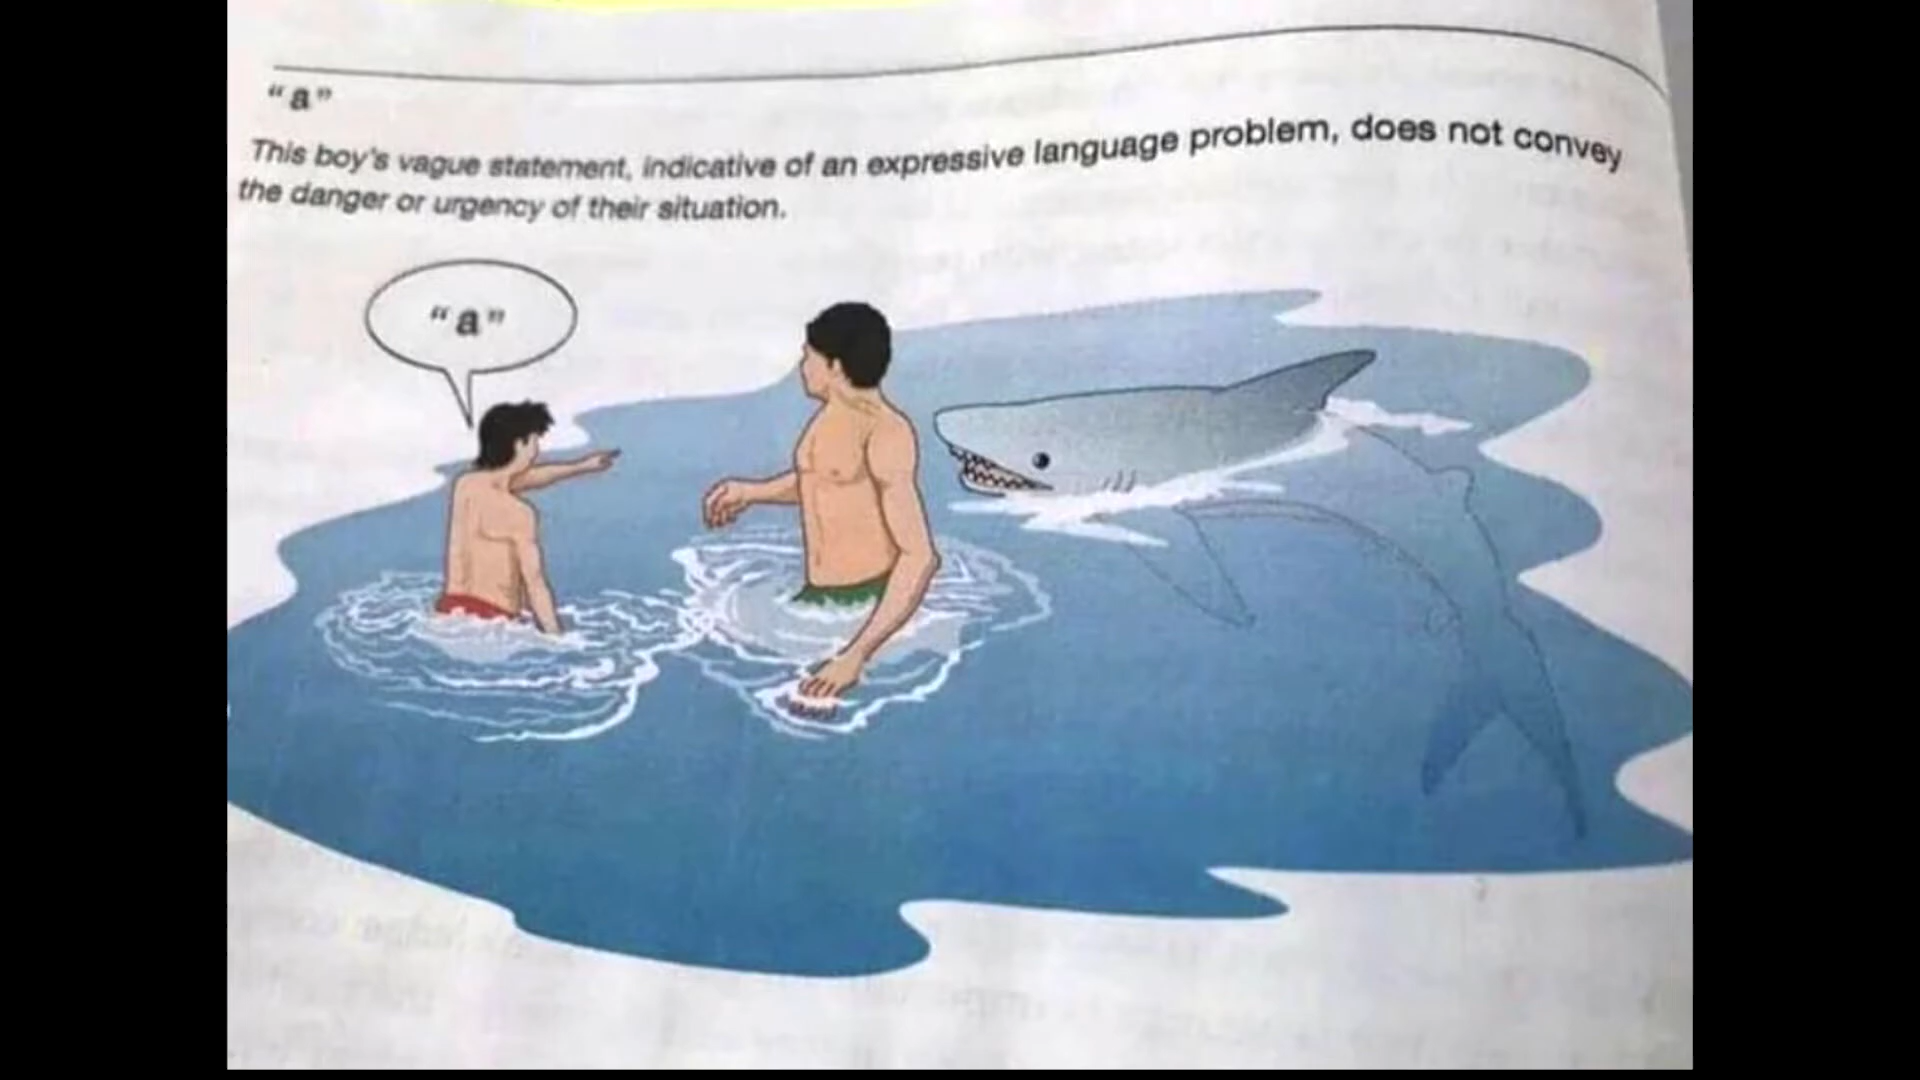 “a”
This boy's vague statement, indicative of an expressive language problem, does not convey
the danger or urgency of their situation.
“a”